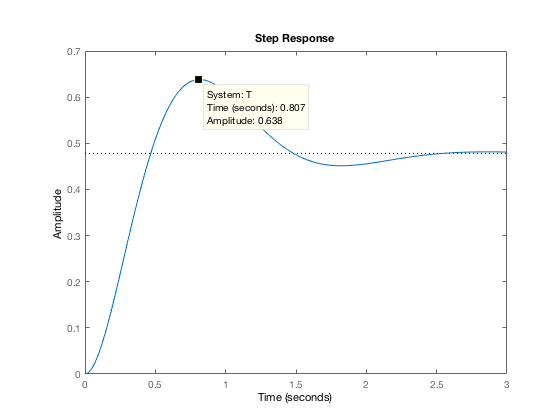 Step Response
0.7
0.6
0.5
0.4
0.3
0.2
0.1
0
System: T
Time (seconds): 0.807
Amplitude: 0.638
Amplitude
0 0.5 1 1.5 2 2.5 3
Time (seconds)